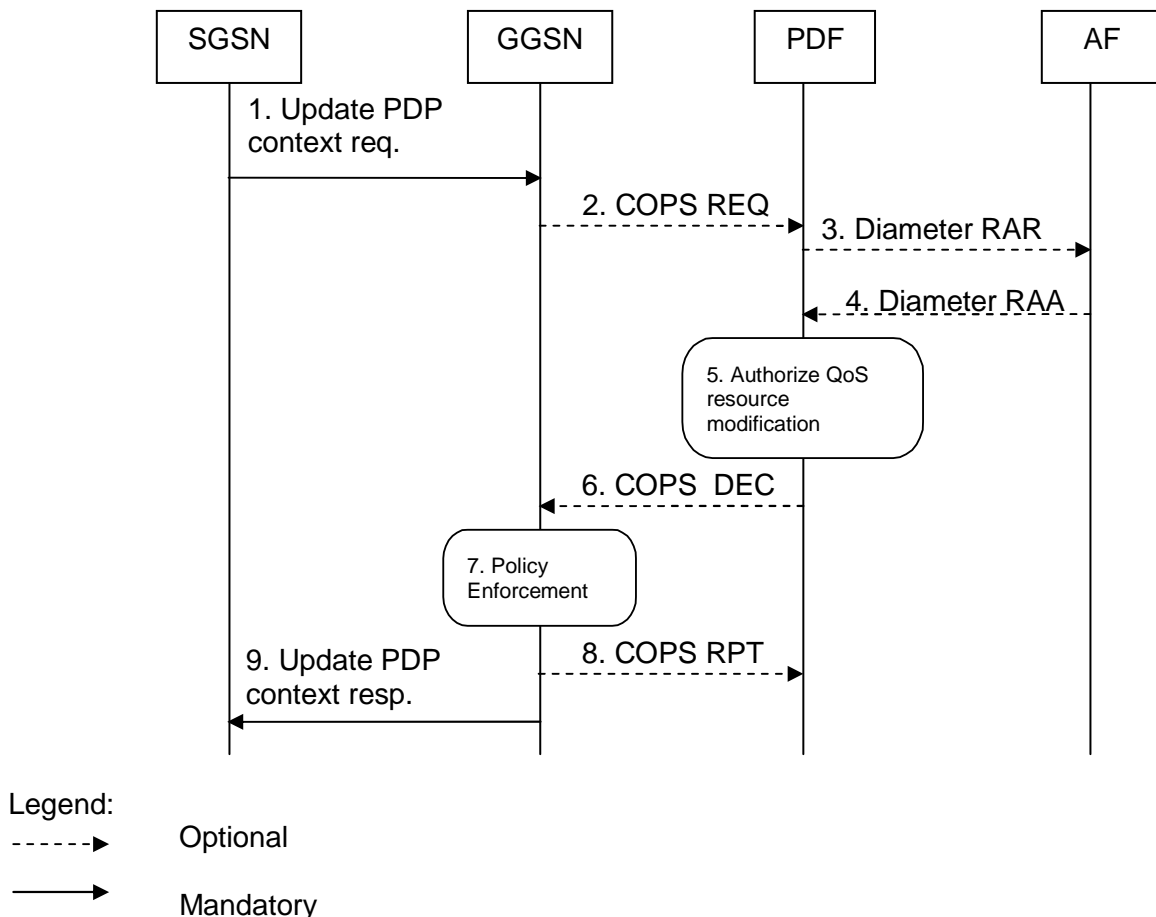 SGSN
GGSN
PDF
AF
1. Update PDP
context req.
2. COPS REQ
3. Diameter RAR
4. Diameter RAA
5. Authorize QoS
resource
modification
6. COPS DEC
7. Policy
Enforcement
8. COPS RPT
9. Update PDP
context resp.
Legend:
Optional
Mandatory